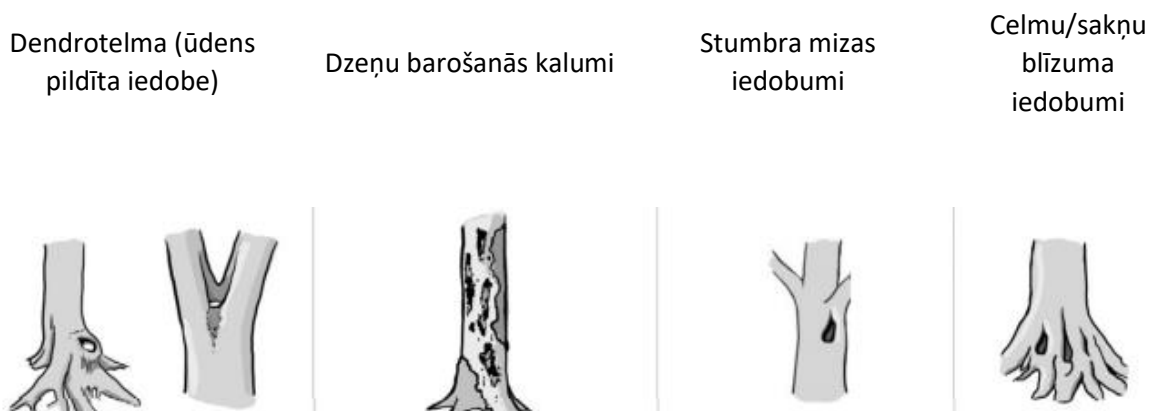 Dendrotelma (ūdens
pildīta iedobe)
Dzeņu barošanās kalumi
Stumbra mizas
iedobumi
Celmu/sakņu
blīzuma
iedobumi